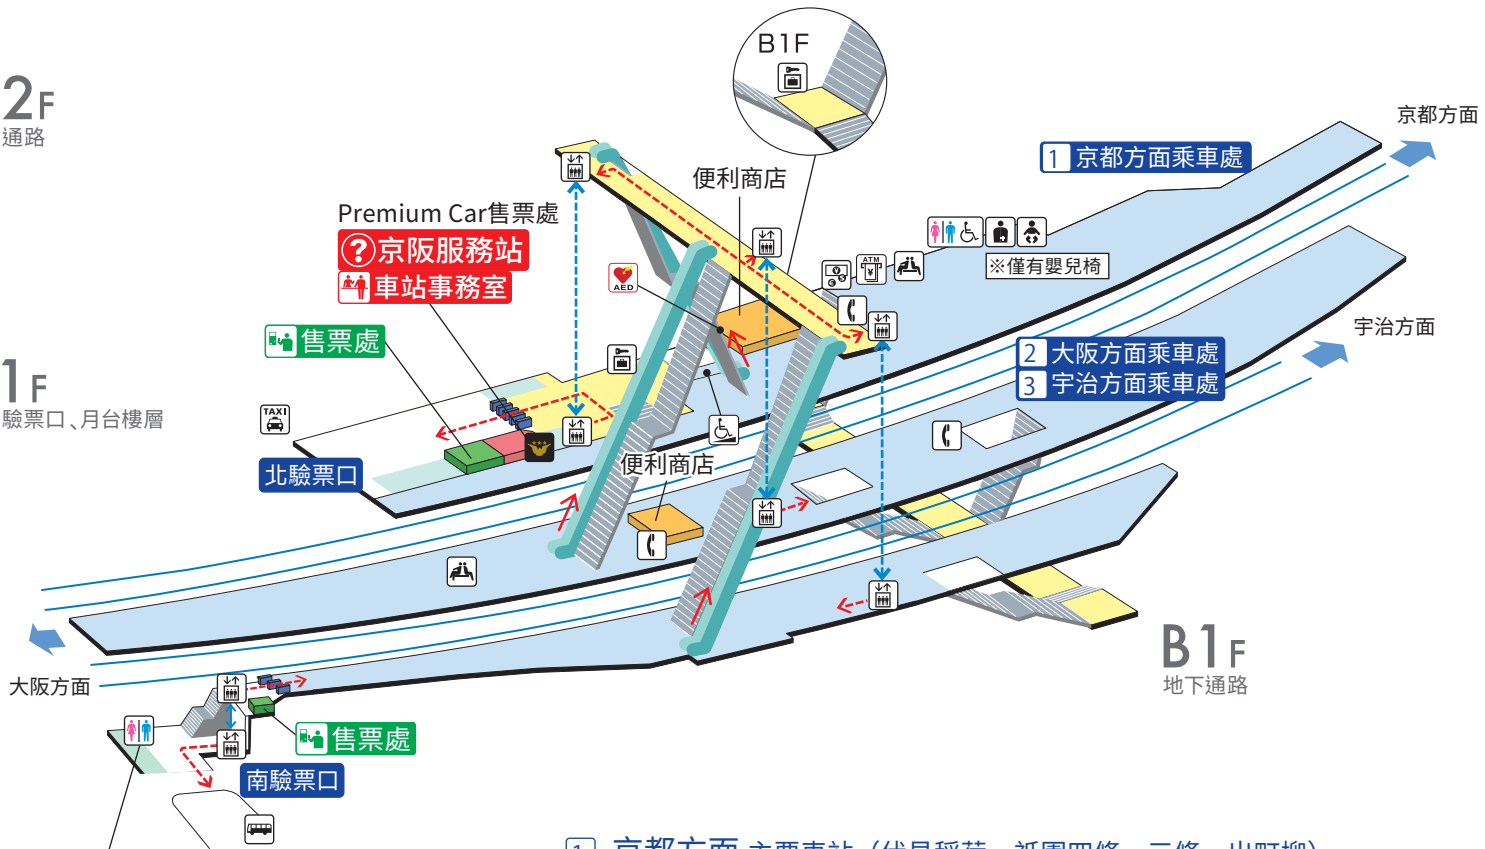 2F
通路
B1F
京都方面
1 京都方面乗車處
便利商店
Premium Car售票處
?京阪服務站
車站事務室
※僅有嬰兒椅
ATM
AED
售票處
2 大阪方面乗車處
3 宇治方面乗車處
宇治方面
1F
驗票口、月台樓層
TAXI
北驗票口
便利商店
B1F
地下通路
大阪方面
售票處
南驗票口